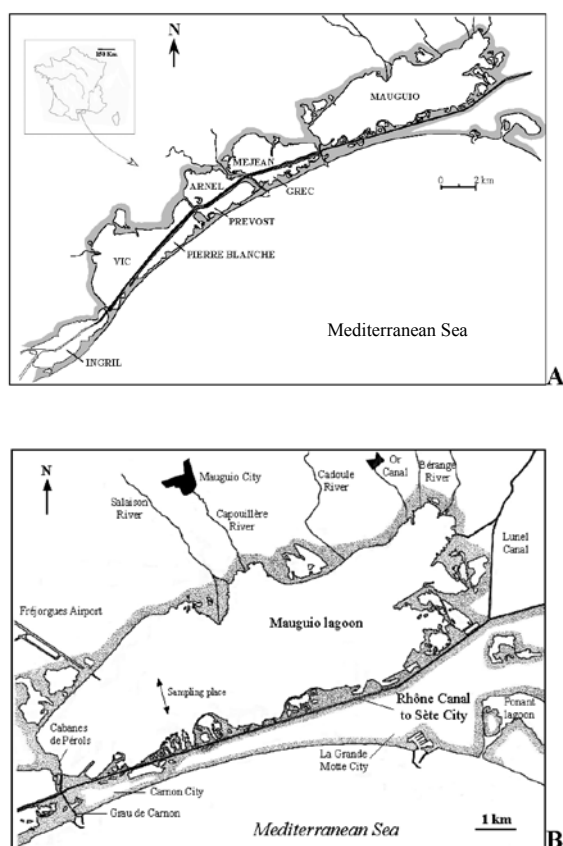 N
850 Km
MAUGUIO
MEJEAN
ARNEL
GREC
0 2 km
PREVOST
VIC
PIERRE BLANCHE
Mediterranean Sea
INGRIL
A
N
Mauguio City
Salaison
River
Capouillère
River
Cadoule
River
Or
Canal
Bérange
River
Lunel
Canal
Fréjorgues Airport
Mauguio lagoon
Sampling place
Rhône Canal
to Sète City
Ponant
lagoon
Cabanes
de Pérols
La Grande
Motte City
Carnon City
Grau de Carnon
1 km
Mediterranean Sea
B